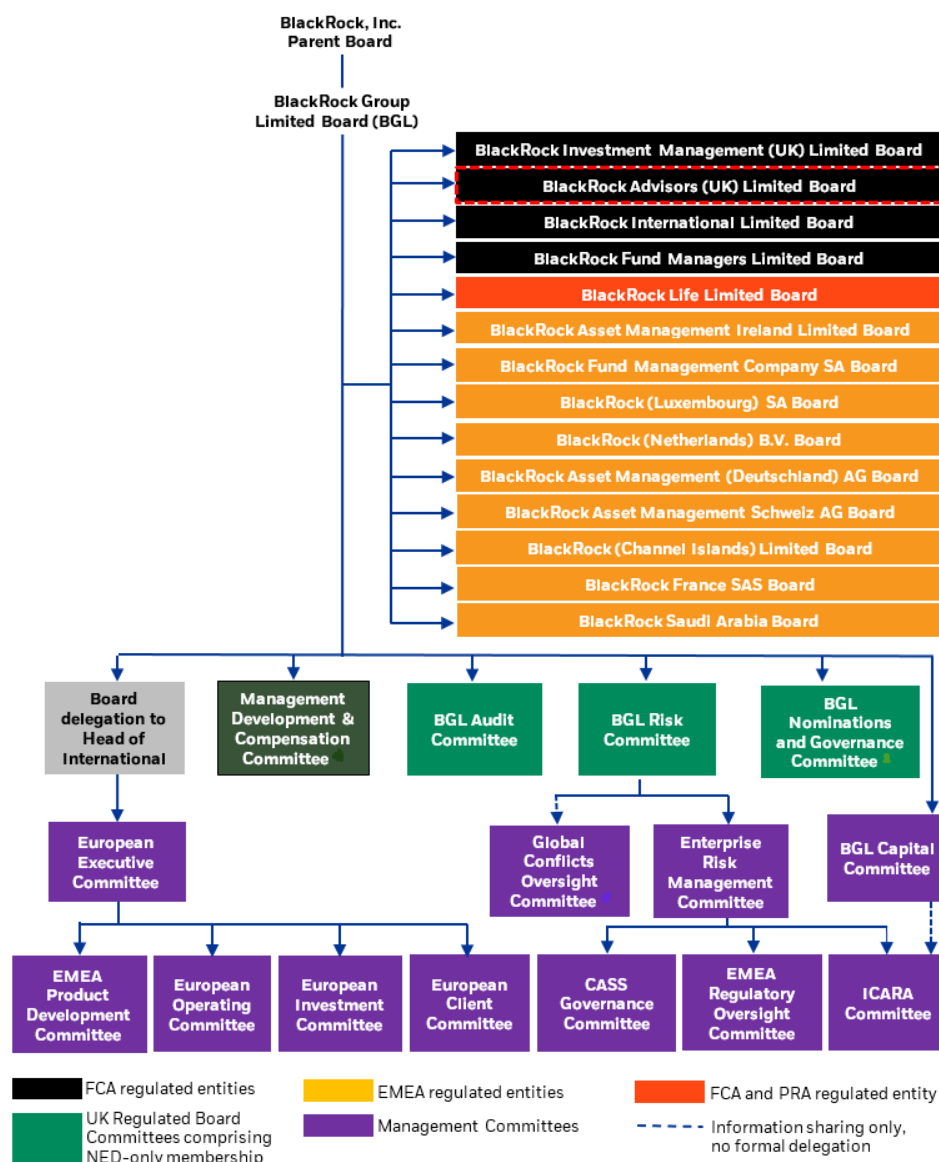 BlackRock, Inc.
Parent Board
BlackRock Group
Limited Board (BGL)
BlackRock Investment Management (UK) Limited Board
BlackRock Advisors (UK) Limited Board
BlackRock International Limited Board
BlackRock Fund Managers Limited Board
BlackRock Life Limited Board
BlackRock Asset Management Ireland Limited Board
BlackRock Fund Management Company SA Board
BlackRock (Luxembourg) SA Board
BlackRock (Netherlands) B.V. Board
BlackRock Asset Management (Deutschland) AG Board
BlackRock Asset Management Schweiz AG Board
BlackRock (Channel Islands) Limited Board
BlackRock France SAS Board
BlackRock Saudi Arabia Board
Board
delegation to
Head of
International
Management
Development &
Compensation
Committee
BGL Audit
Committee
BGL Risk
Committee
BGL
Nominations
and Governance
Committee
European
Executive
Committee
Global
Conflicts
Oversight
Committee
Enterprise
Risk
Management
Committee
BGL Capital
Committee
EMEA
Product
Development
Committee
European
Operating
Committee
European
Investment
Committee
European
Client
Committee
CASS
Governance
Committee
EMEA
Regulatory
Oversight
Committee
ICARA
Committee
FCA regulated entities
EMEA regulated entities
FCA and PRA regulated entity
UK Regulated Board
Committees comprising
NED-only membership
Management Committees
Information sharing only,
no formal delegation